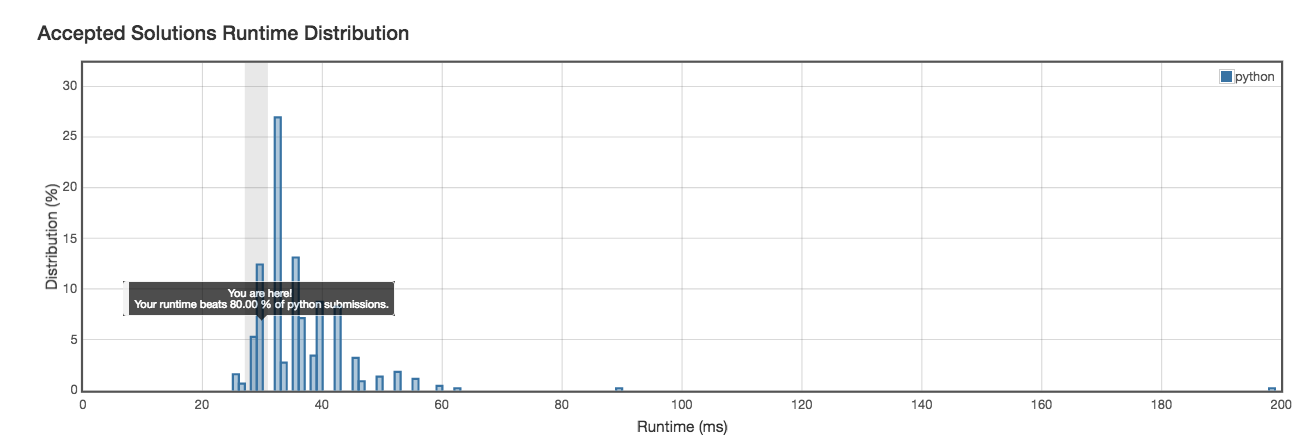 Accepted Solutions Runtime Distribution
python
30
25
20
15
10
5
0
Distribution (%)
You are here!
Your runtime beats 80.00 % of python submissions.
0 20 40 60 80 100 120 140 160 180 200
Runtime (ms)